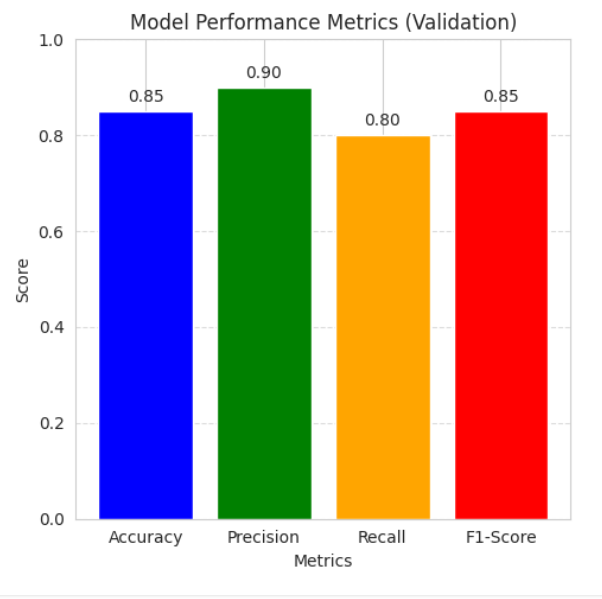 Model Performance Metrics (Validation)
1.0
0.90
0.85
0.85
0.80
0.8
0.6
0.4
0.2
0.0
Score
Accuracy Precision Recall F1-Score
Metrics